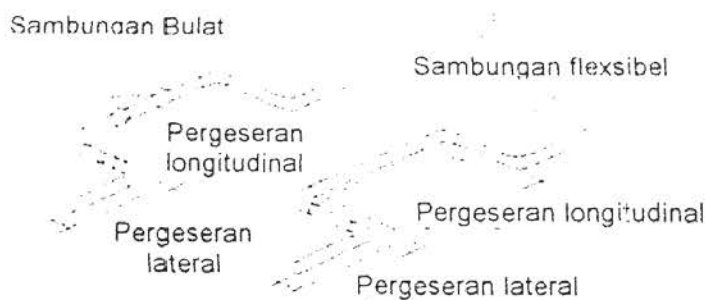 Sambungan Bulat
Sambungan flexsibel
Pergeseran
longitudinal
Pergeseran longitudinal
Pergeseran
lateral
Pergeseran lateral